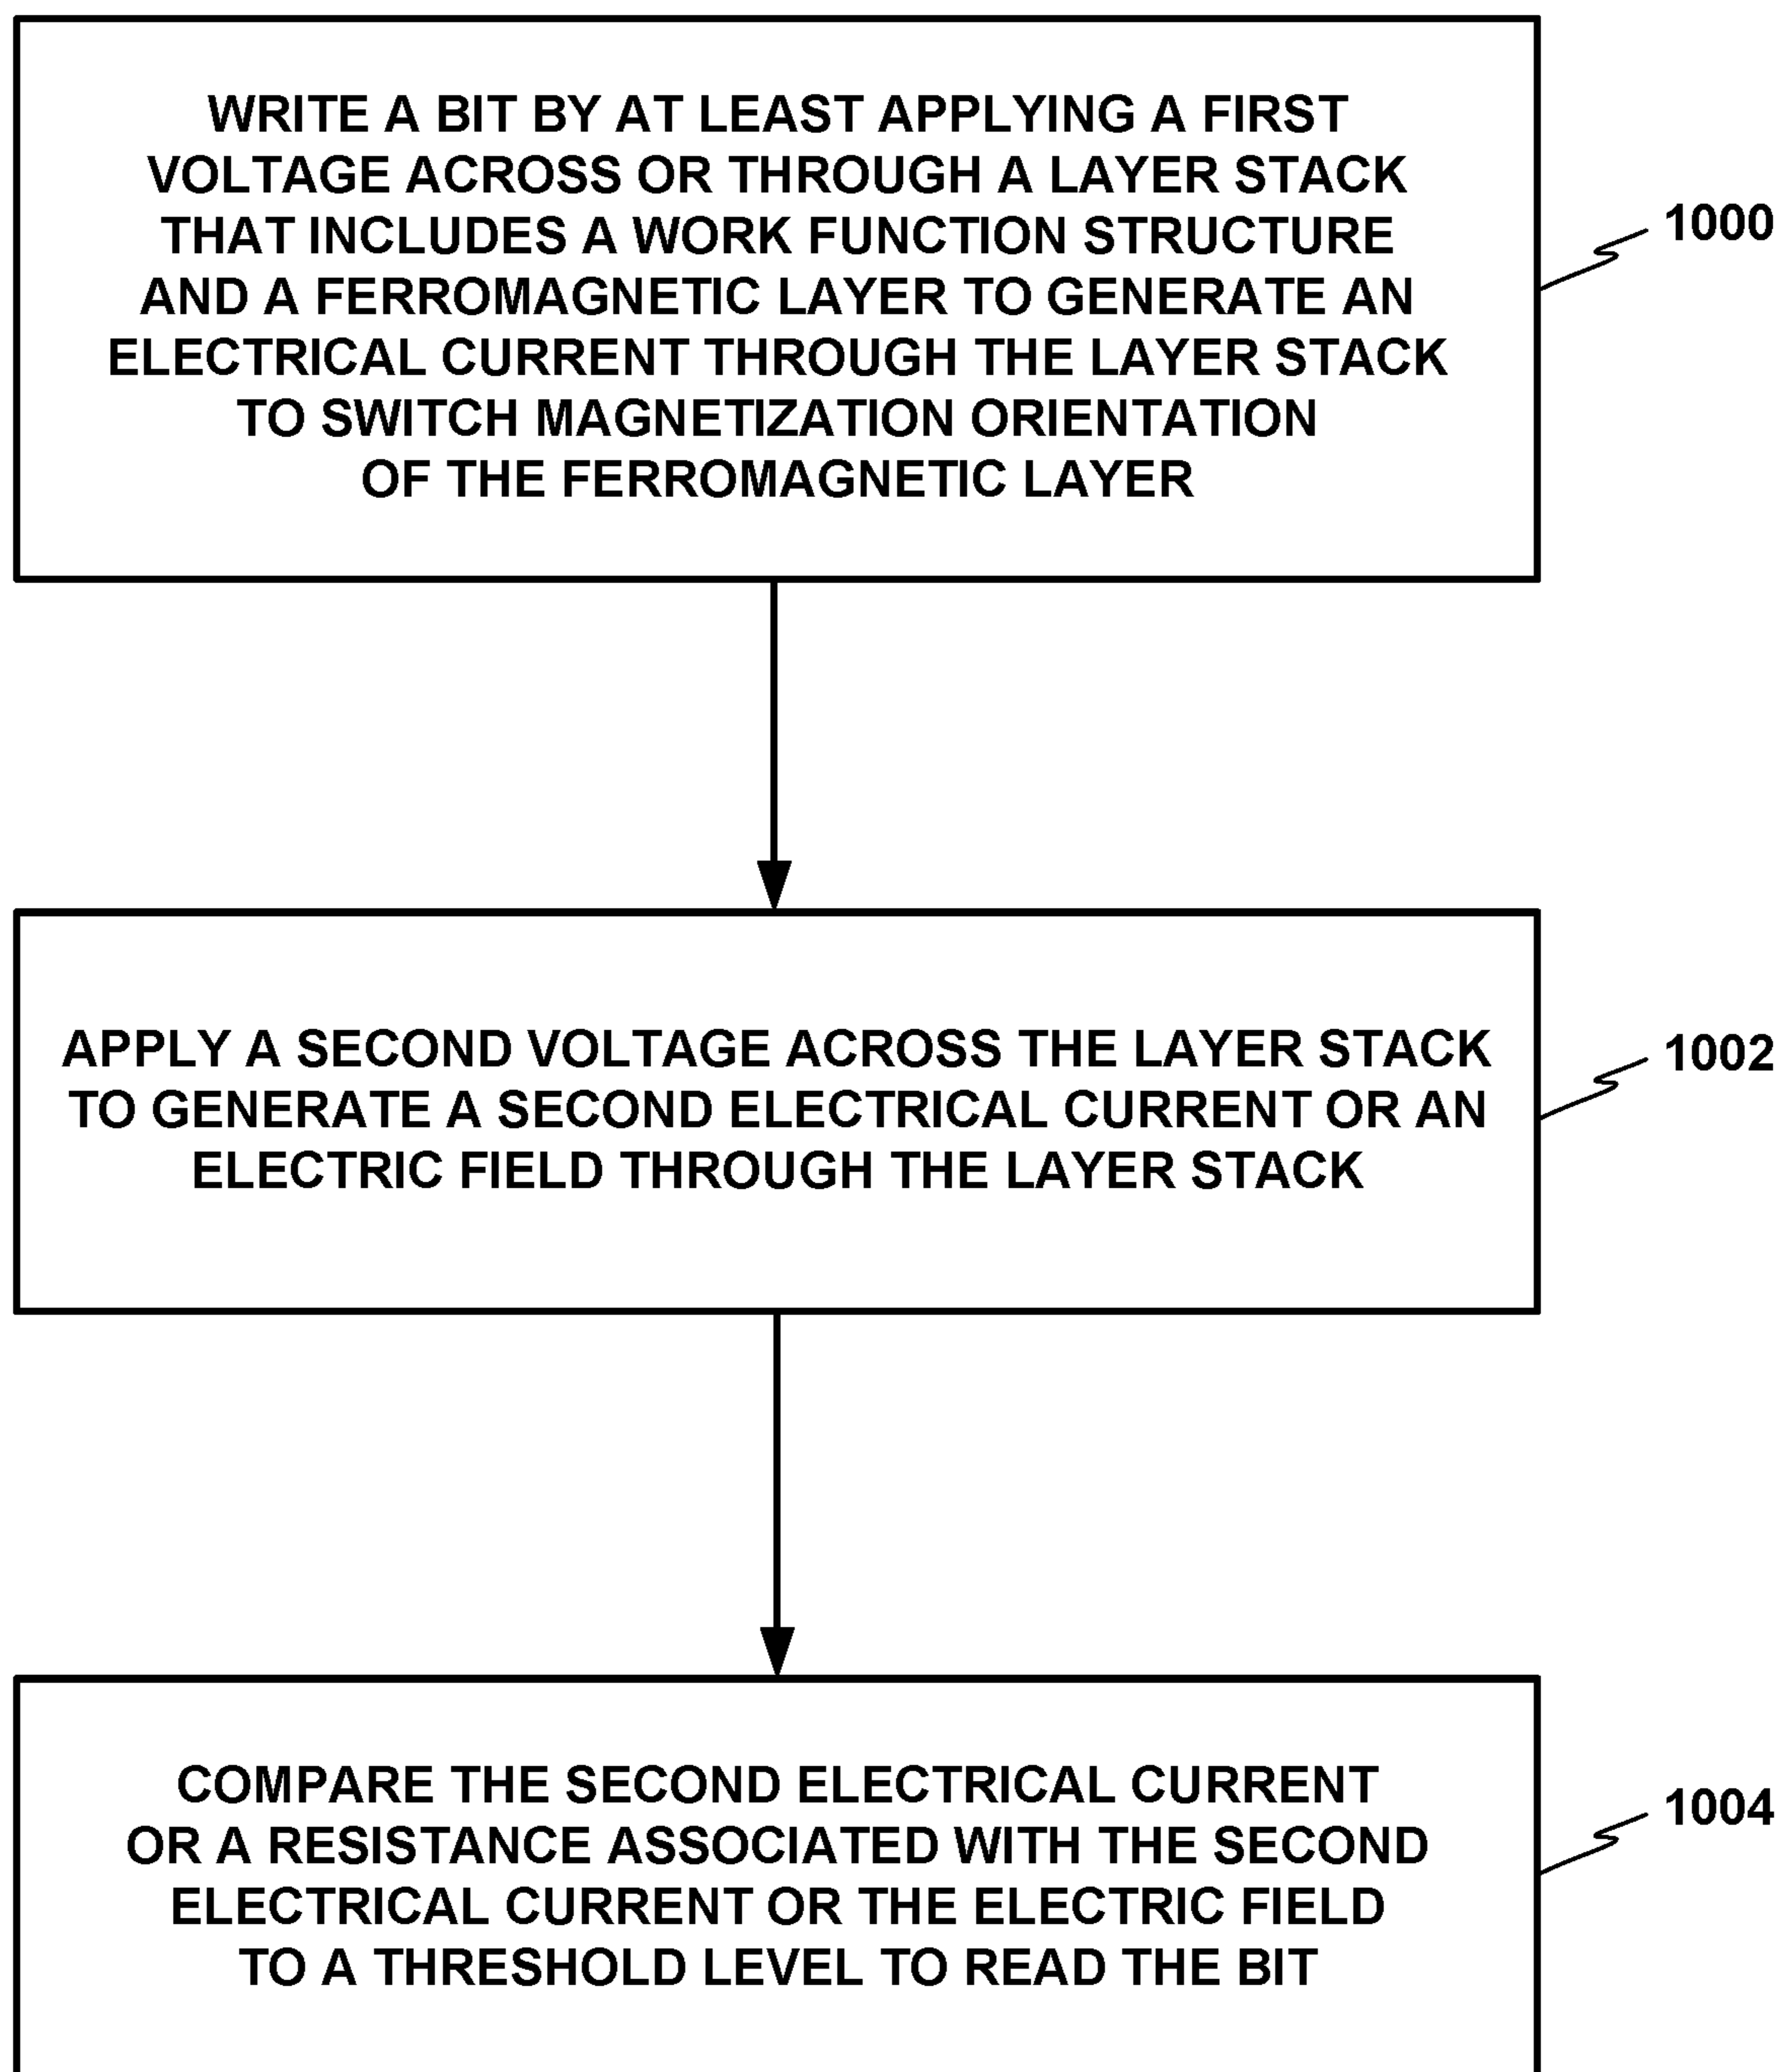 WRITE A BIT BY AT LEAST APPLYING A FIRST
VOLTAGE ACROSS OR THROUGH A LAYER STACK
THAT INCLUDES A WORK FUNCTION STRUCTURE
AND A FERROMAGNETIC LAYER TO GENERATE AN
ELECTRICAL CURRENT THROUGH THE LAYER STACK
TO SWITCH MAGNETIZATION ORIENTATION
OF THE FERROMAGNETIC LAYER
1000
APPLY A SECOND VOLTAGE ACROSS THE LAYER STACK
TO GENERATE A SECOND ELECTRICAL CURRENT OR AN
ELECTRIC FIELD THROUGH THE LAYER STACK
1002
COMPARE THE SECOND ELECTRICAL CURRENT
OR A RESISTANCE ASSOCIATED WITH THE SECOND
ELECTRICAL CURRENT OR THE ELECTRIC FIELD
TO A THRESHOLD LEVEL TO READ THE BIT
1004